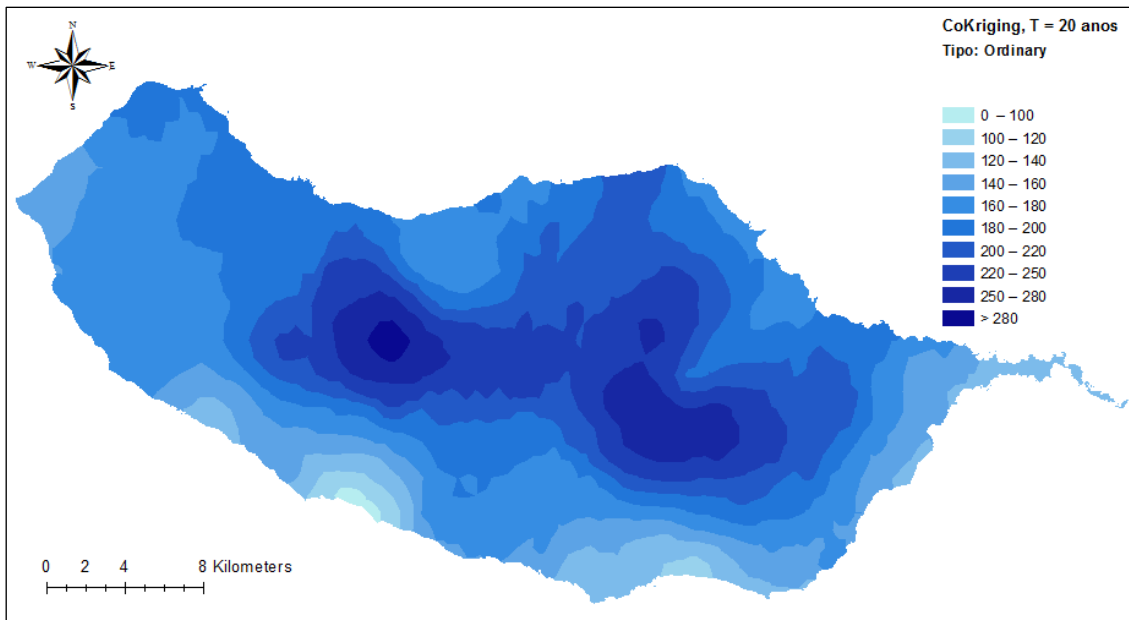 CoKriging, T = 20 anos
Tipo: Ordinary
N
W E
S
0 – 100
100 – 120
120 – 140
140 – 160
160 – 180
180 – 200
200 – 220
220 – 250
250 – 280
> 280
0 2 4 8 Kilometers